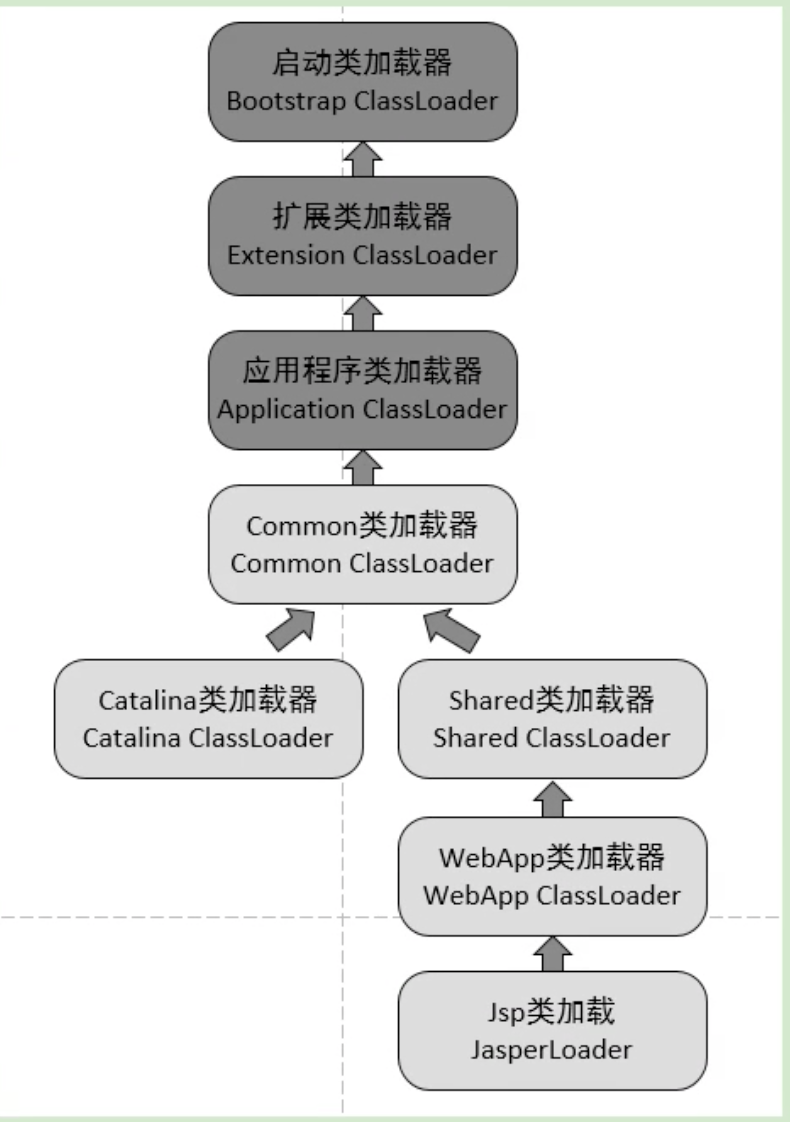 启动类加载器
Bootstrap ClassLoader
扩展类加载器
Extension ClassLoader
应用程序类加载器
Application ClassLoader
Common类加载器
Common ClassLoader
Catalina类加载器
Catalina ClassLoader
Shared类加载器
Shared ClassLoader
WebApp类加载器
WebApp ClassLoader
Jsp类加载
JasperLoader